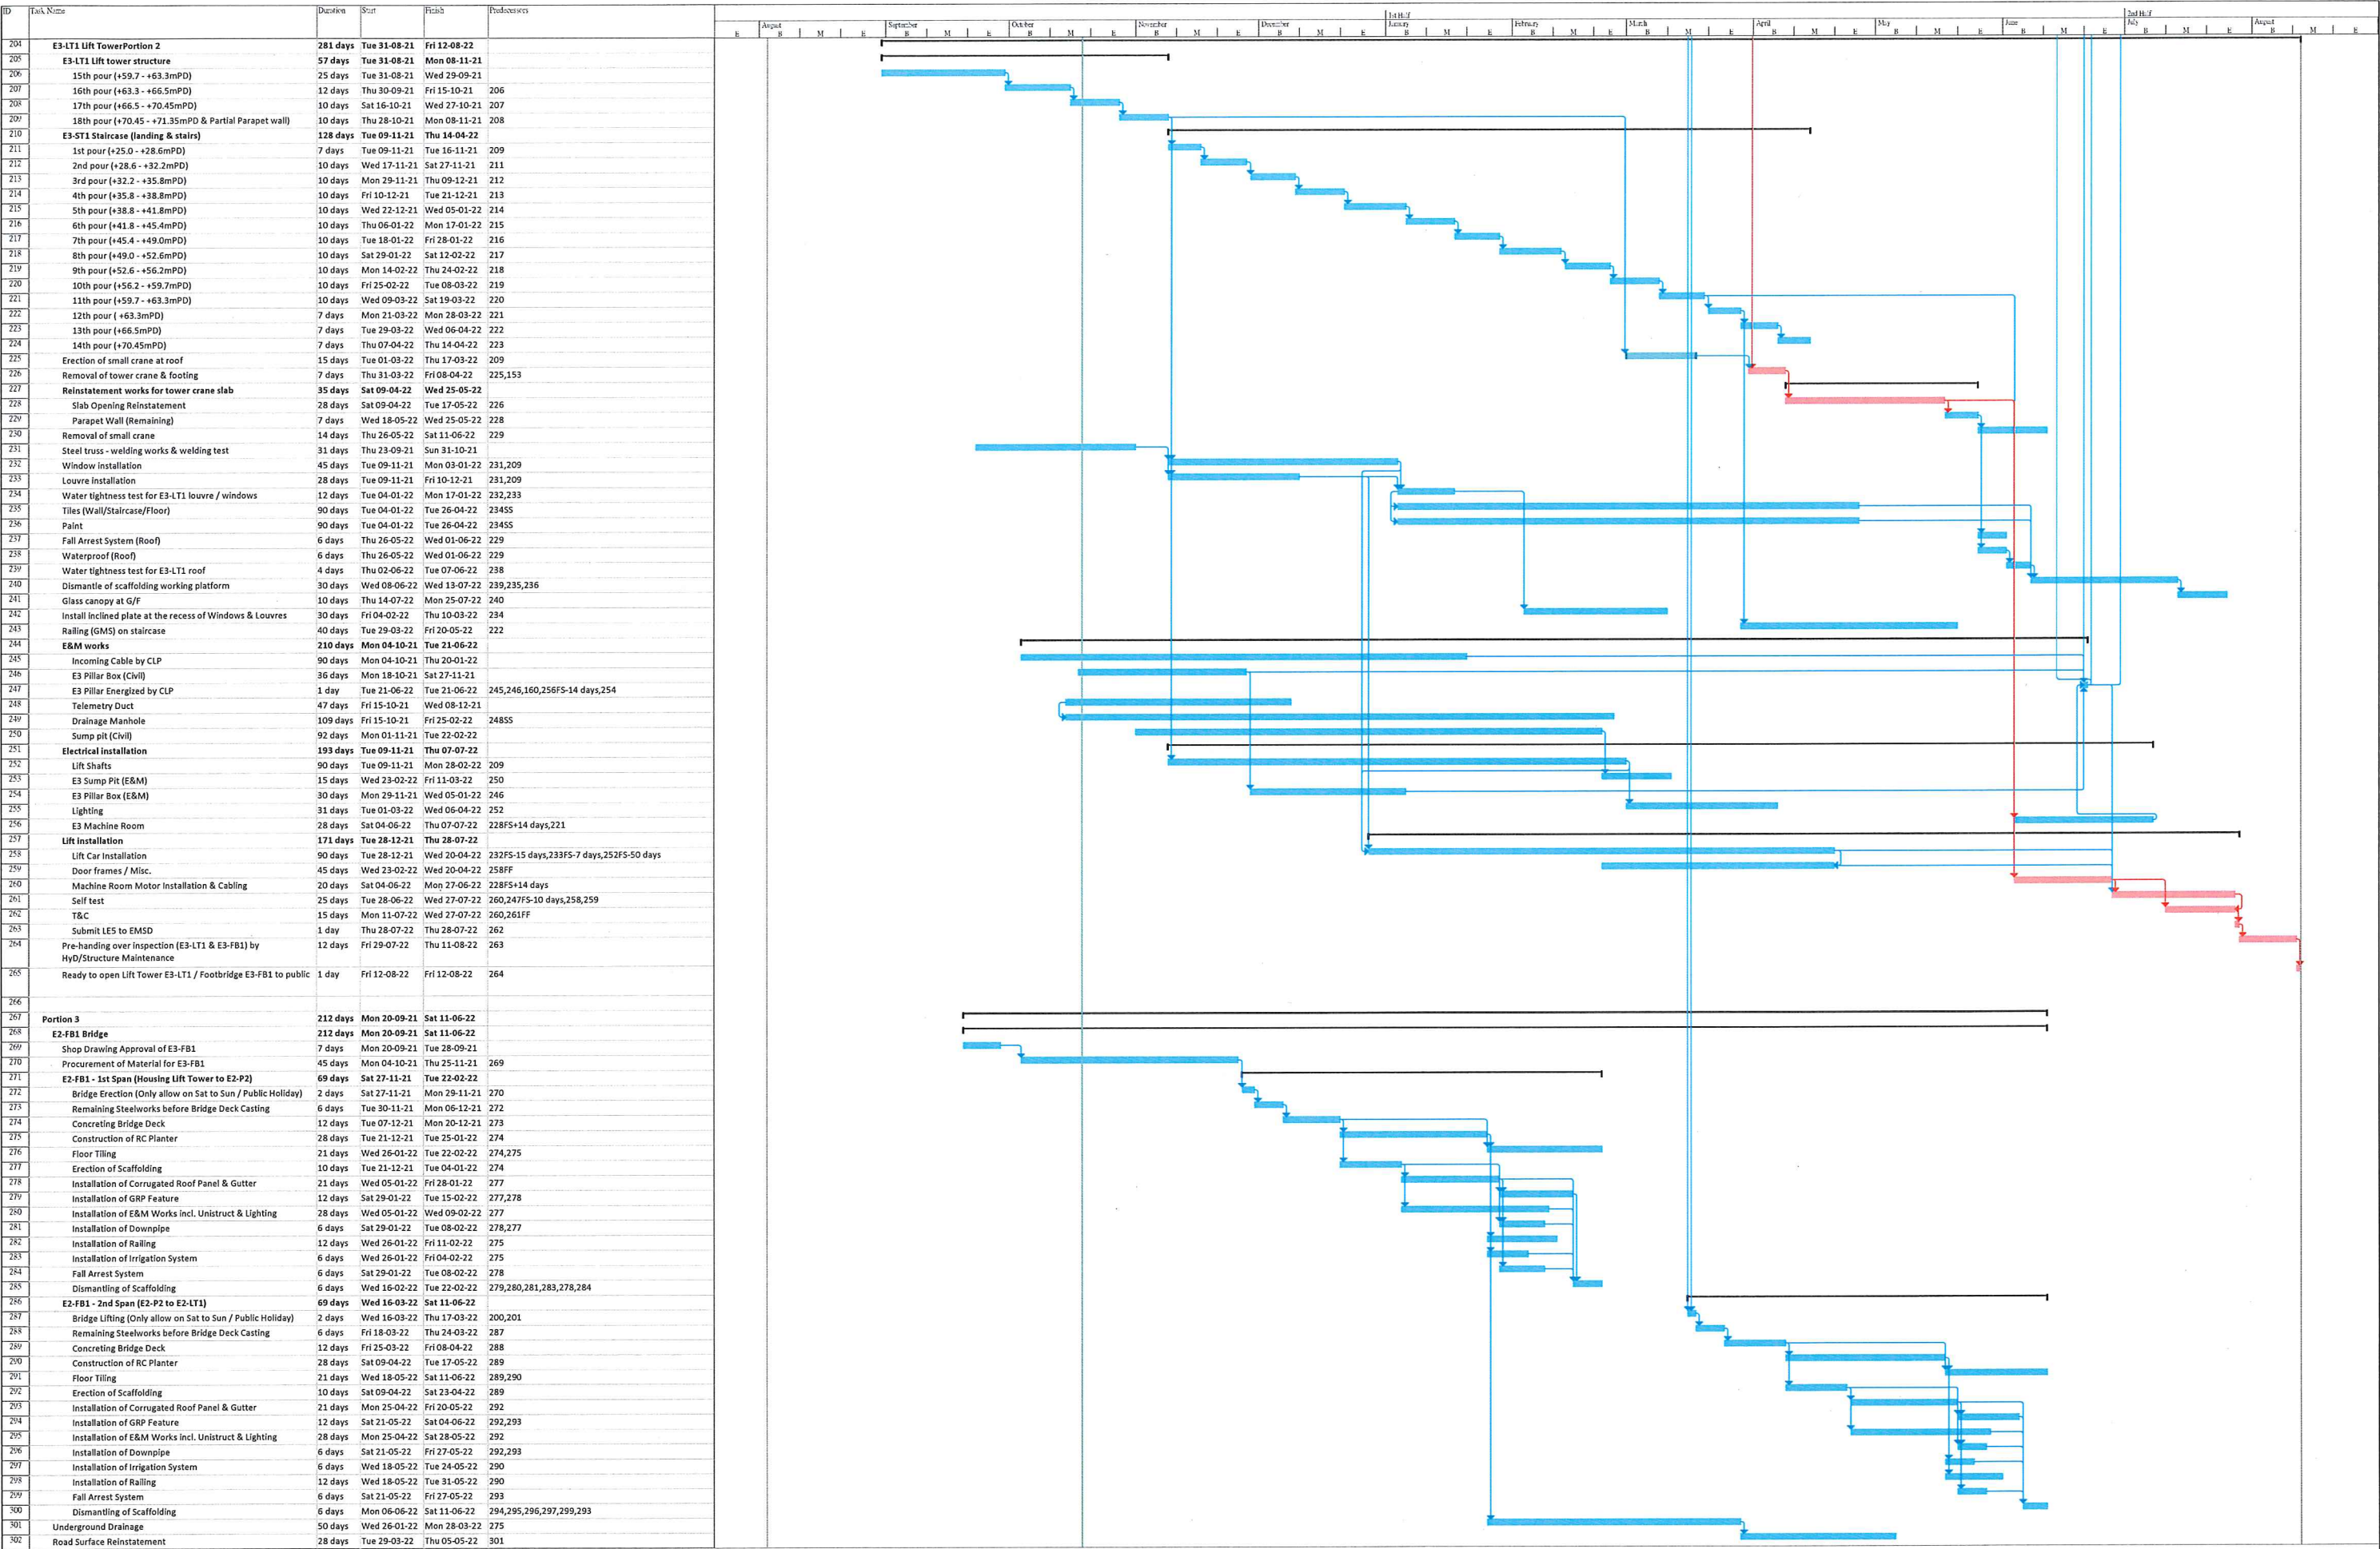 ID Task Name Duration Start Finish Predecessors
1st Half 2nd Half
August September October November December January February March April May June July August
E B M E B M E B M E B M E B M E B M E B M E B M E B M E B M E B M E B M E B M E
204 E3-LT1 Lift TowerPortion 2 281 days Tue 31-08-21 Fri 12-08-22
205 E3-LT1 Lift tower structure 57 days Tue 31-08-21 Mon 08-11-21
206 15th pour (+59.7 - +63.3mPD) 25 days Tue 31-08-21 Wed 29-09-21
207 16th pour (+63.3 - +66.5mPD) 12 days Thu 30-09-21 Fri 15-10-21 206
208 17th pour (+66.5 - +70.45mPD) 10 days Sat 16-10-21 Wed 27-10-21 207
209 18th pour (+70.45 - +71.35mPD & Partial Parapet wall) 10 days Thu 28-10-21 Mon 08-11-21 208
210 E3-ST1 Staircase (landing & stairs) 128 days Tue 09-11-21 Thu 14-04-22
211 1st pour (+25.0 - +28.6mPD) 7 days Tue 09-11-21 Tue 16-11-21 209
212 2nd pour (+28.6 - +32.2mPD) 10 days Wed 17-11-21 Sat 27-11-21 211
213 3rd pour (+32.2 - +35.8mPD) 10 days Mon 29-11-21 Thu 09-12-21 212
214 4th pour (+35.8 - +38.8mPD) 10 days Fri 10-12-21 Tue 21-12-21 213
215 5th pour (+38.8 - +41.8mPD) 10 days Wed 22-12-21 Wed 05-01-22 214
216 6th pour (+41.8 - +45.4mPD) 10 days Thu 06-01-22 Mon 17-01-22 215
217 7th pour (+45.4 - +49.0mPD) 10 days Tue 18-01-22 Fri 28-01-22 216
218 8th pour (+49.0 - +52.6mPD) 10 days Sat 29-01-22 Sat 12-02-22 217
219 9th pour (+52.6 - +56.2mPD) 10 days Mon 14-02-22 Thu 24-02-22 218
220 10th pour (+56.2 - +59.7mPD) 10 days Fri 25-02-22 Tue 08-03-22 219
221 11th pour (+59.7 - +63.3mPD) 10 days Wed 09-03-22 Sat 19-03-22 220
222 12th pour ( +63.3mPD) 7 days Mon 21-03-22 Mon 28-03-22 221
223 13th pour (+66.5mPD) 7 days Tue 29-03-22 Wed 06-04-22 222
224 14th pour (+70.45mPD) 7 days Thu 07-04-22 Thu 14-04-22 223
225 Erection of small crane at roof 15 days Tue 01-03-22 Thu 17-03-22 209
226 Removal of tower crane & footing 7 days Thu 31-03-22 Fri 08-04-22 225,153
227 Reinstatement works for tower crane slab 35 days Sat 09-04-22 Wed 25-05-22
228 Slab Opening Reinstatement 28 days Sat 09-04-22 Tue 17-05-22 226
229 Parapet Wall (Remaining) 7 days Wed 18-05-22 Wed 25-05-22 228
230 Removal of small crane 14 days Thu 26-05-22 Sat 11-06-22 229
231 Steel truss - welding works & welding test 31 days Thu 23-09-21 Sun 31-10-21
232 Window installation 45 days Tue 09-11-21 Mon 03-01-22 231,209
233 Louvre installation 28 days Tue 09-11-21 Fri 10-12-21 231,209
234 Water tightness test for E3-LT1 louvre / windows 12 days Tue 04-01-22 Mon 17-01-22 232,233
235 Tiles (Wall/Staircase/Floor) 90 days Tue 04-01-22 Tue 26-04-22 234SS
236 Paint 90 days Tue 04-01-22 Tue 26-04-22 234SS
237 Fall Arrest System (Roof) 6 days Thu 26-05-22 Wed 01-06-22 229
238 Waterproof (Roof) 6 days Thu 26-05-22 Wed 01-06-22 229
239 Water tightness test for E3-LT1 roof 4 days Thu 02-06-22 Tue 07-06-22 238
240 Dismantle of scaffolding working platform 30 days Wed 08-06-22 Wed 13-07-22 239,235,236
241 Glass canopy at G/F 10 days Thu 14-07-22 Mon 25-07-22 240
242 Install inclined plate at the recess of Windows & Louvres 30 days Fri 04-02-22 Thu 10-03-22 234
243 Railing (GMS) on staircase 40 days Tue 29-03-22 Fri 20-05-22 222
244 E&M works 210 days Mon 04-10-21 Tue 21-06-22
245 Incoming Cable by CLP 90 days Mon 04-10-21 Thu 20-01-22
246 E3 Pillar Box (Civil) 36 days Mon 18-10-21 Sat 27-11-21
247 E3 Pillar Energized by CLP 1 day Tue 21-06-22 Tue 21-06-22 245,246,160,256FS-14 days,254
248 Telemetry Duct 47 days Fri 15-10-21 Wed 08-12-21
249 Drainage Manhole 109 days Fri 15-10-21 Fri 25-02-22 248SS
250 Sump pit (Civil) 92 days Mon 01-11-21 Tue 22-02-22
251 Electrical installation 193 days Tue 09-11-21 Thu 07-07-22
252 Lift Shafts 90 days Tue 09-11-21 Mon 28-02-22 209
253 E3 Sump Pit (E&M) 15 days Wed 23-02-22 Fri 11-03-22 250
254 E3 Pillar Box (E&M) 30 days Mon 29-11-21 Wed 05-01-22 246
255 Lighting 31 days Tue 01-03-22 Wed 06-04-22 252
256 E3 Machine Room 28 days Sat 04-06-22 Thu 07-07-22 228FS+14 days,221
257 Lift Installation 171 days Tue 28-12-21 Thu 28-07-22
258 Lift Car Installation 90 days Tue 28-12-21 Wed 20-04-22 232FS-15 days,233FS-7 days,252FS-50 days
259 Door frames / Misc. 45 days Wed 23-02-22 Wed 20-04-22 258FF
260 Machine Room Motor Installation & Cabling 20 days Sat 04-06-22 Mon 27-06-22 228FS+14 days
261 Self test 25 days Tue 28-06-22 Wed 27-07-22 260,247FS-10 days,258,259
262 T&C 15 days Mon 11-07-22 Wed 27-07-22 260,261FF
263 Submit LE5 to EMSD 1 day Thu 28-07-22 Thu 28-07-22 262
264 Pre-handing over inspection (E3-LT1 & E3-FB1) by 12 days Fri 29-07-22 Thu 11-08-22 263
HyD/Structure Maintenance
265 Ready to open Lift Tower E3-LT1 / Footbridge E3-FB1 to public 1 day Fri 12-08-22 Fri 12-08-22 264
266
267 Portion 3 212 days Mon 20-09-21 Sat 11-06-22
268 E2-FB1 Bridge 212 days Mon 20-09-21 Sat 11-06-22
269 Shop Drawing Approval of E3-FB1 7 days Mon 20-09-21 Tue 28-09-21
270 Procurement of Material for E3-FB1 45 days Mon 04-10-21 Thu 25-11-21 269
271 E2-FB1 - 1st Span (Housing Lift Tower to E2-P2) 69 days Sat 27-11-21 Tue 22-02-22
272 Bridge Erection (Only allow on Sat to Sun / Public Holiday) 2 days Sat 27-11-21 Mon 29-11-21 270
273 Remaining Steelworks before Bridge Deck Casting 6 days Tue 30-11-21 Mon 06-12-21 272
274 Concreting Bridge Deck 12 days Tue 07-12-21 Mon 20-12-21 273
275 Construction of RC Planter 28 days Tue 21-12-21 Tue 25-01-22 274
276 Floor Tiling 21 days Wed 26-01-22 Tue 22-02-22 274,275
277 Erection of Scaffolding 10 days Tue 21-12-21 Tue 04-01-22 274
278 Installation of Corrugated Roof Panel & Gutter 21 days Wed 05-01-22 Fri 28-01-22 277
279 Installation of GRP Feature 12 days Sat 29-01-22 Tue 15-02-22 277,278
280 Installation of E&M Works incl. Unistruct & Lighting 28 days Wed 05-01-22 Wed 09-02-22 277
281 Installation of Downpipe 6 days Sat 29-01-22 Tue 08-02-22 278,277
282 Installation of Railing 12 days Wed 26-01-22 Fri 11-02-22 275
283 Installation of Irrigation System 6 days Wed 26-01-22 Fri 04-02-22 275
284 Fall Arrest System 6 days Sat 29-01-22 Tue 08-02-22 278
285 Dismantling of Scaffolding 6 days Wed 16-02-22 Tue 22-02-22 279,280,281,283,278,284
286 E2-FB1 - 2nd Span (E2-P2 to E2-LT1) 69 days Wed 16-03-22 Sat 11-06-22
287 Bridge Lifting (Only allow on Sat to Sun / Public Holiday) 2 days Wed 16-03-22 Thu 17-03-22 200,201
288 Remaining Steelworks before Bridge Deck Casting 6 days Fri 18-03-22 Thu 24-03-22 287
289 Concreting Bridge Deck 12 days Fri 25-03-22 Fri 08-04-22 288
290 Construction of RC Planter 28 days Sat 09-04-22 Tue 17-05-22 289
291 Floor Tiling 21 days Wed 18-05-22 Sat 11-06-22 289,290
292 Erection of Scaffolding 10 days Sat 09-04-22 Sat 23-04-22 289
293 Installation of Corrugated Roof Panel & Gutter 21 days Mon 25-04-22 Fri 20-05-22 292
294 Installation of GRP Feature 12 days Sat 21-05-22 Sat 04-06-22 292,293
295 Installation of E&M Works incl. Unistruct & Lighting 28 days Mon 25-04-22 Sat 28-05-22 292
296 Installation of Downpipe 6 days Sat 21-05-22 Fri 27-05-22 292,293
297 Installation of Irrigation System 6 days Wed 18-05-22 Tue 24-05-22 290
298 Installation of Railing 12 days Wed 18-05-22 Tue 31-05-22 290
299 Fall Arrest System 6 days Sat 21-05-22 Fri 27-05-22 293
300 Dismantling of Scaffolding 6 days Mon 06-06-22 Sat 11-06-22 294,295,296,297,299,293
301 Underground Drainage 50 days Wed 26-01-22 Mon 28-03-22 275
302 Road Surface Reinstatement 28 days Tue 29-03-22 Thu 05-05-22 301